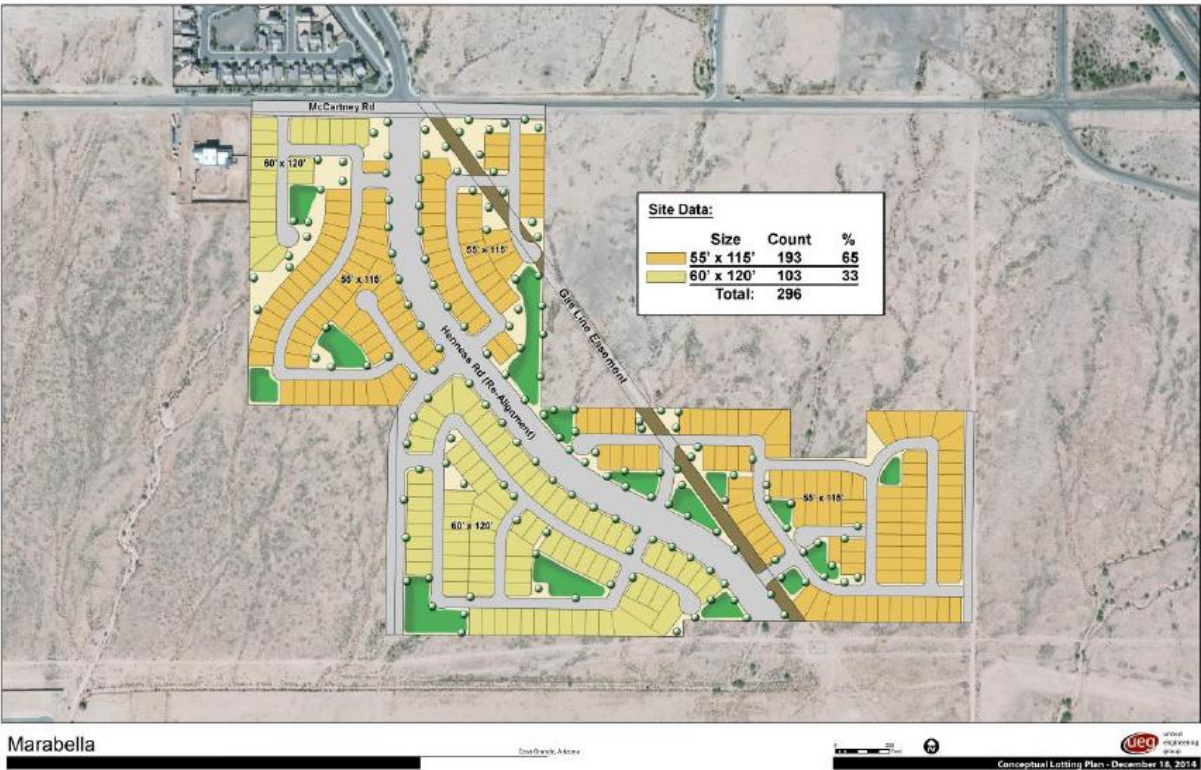 McCartney Rd
60' x 120'
55' x 115'
55' x 115'
Site Data:
Size Count %
55' x 115' 193 65
60' x 120' 103 33
Total: 296
Gas Line Easement
Henness Rd (Re-Alignment)
60' x 120'
55' x 115'
Marabella
Casa Grande, Arizona
N
ueg
united
engineering
group
Conceptual Lotting Plan - December 18, 2014